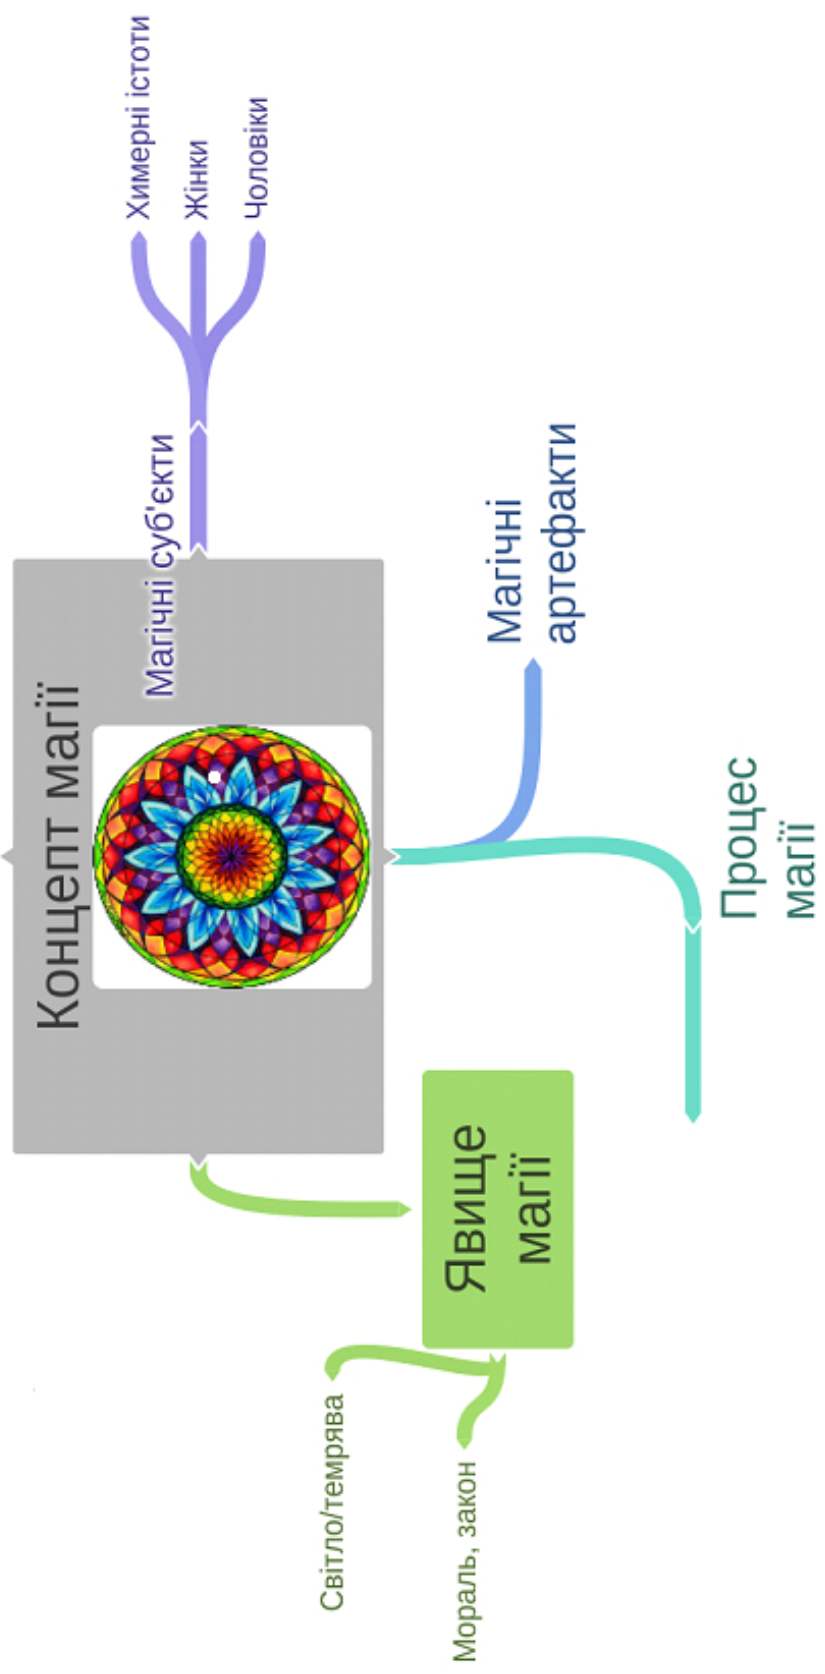 Концепт магії
Магічні суб'єкти
Химерні істоти
Жінки
Чоловіки
Магічні
артефакти
Процес
магії
Явище
магії
Світло/темрява
Мораль, закон